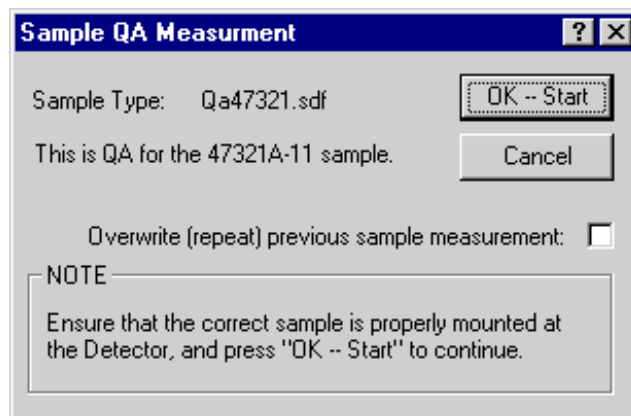 Sample QA Measurment
Sample Type: Qa47321.sdf
OK -- Start
This is QA for the 47321A-11 sample.
Cancel
Overwrite (repeat) previous sample measurement:
NOTE
Ensure that the correct sample is properly mounted at
the Detector, and press "OK -- Start" to continue.